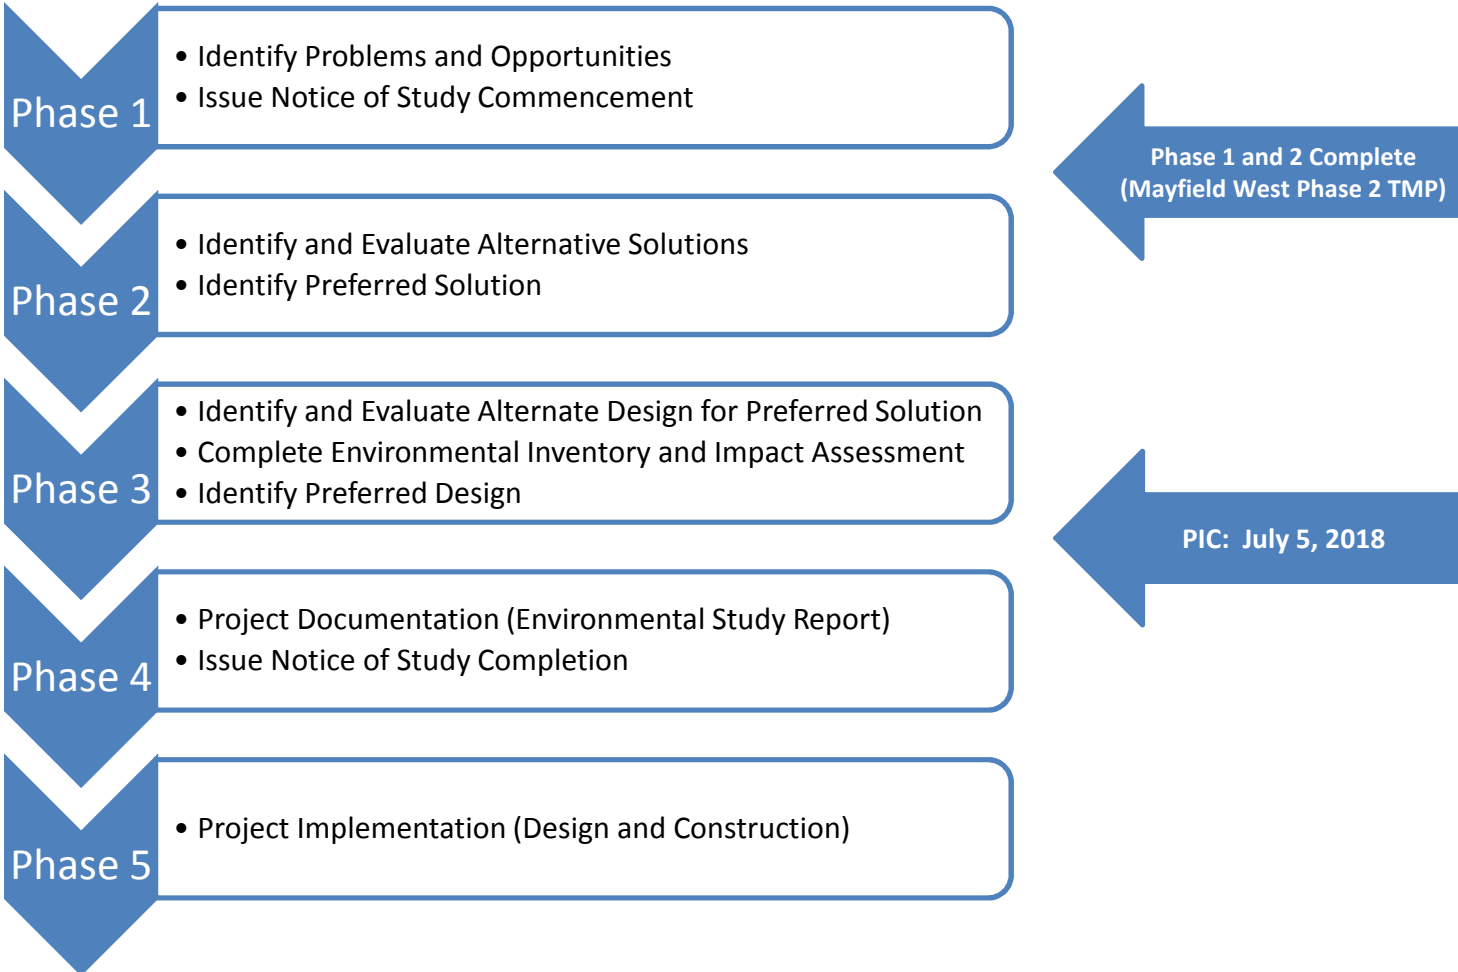 Phase 1
• Identify Problems and Opportunities
• Issue Notice of Study Commencement
Phase 1 and 2 Complete
(Mayfield West Phase 2 TMP)
Phase 2
• Identify and Evaluate Alternative Solutions
• Identify Preferred Solution
Phase 3
• Identify and Evaluate Alternate Design for Preferred Solution
• Complete Environmental Inventory and Impact Assessment
• Identify Preferred Design
PIC:  July 5, 2018
Phase 4
• Project Documentation (Environmental Study Report)
• Issue Notice of Study Completion
Phase 5
• Project Implementation (Design and Construction)